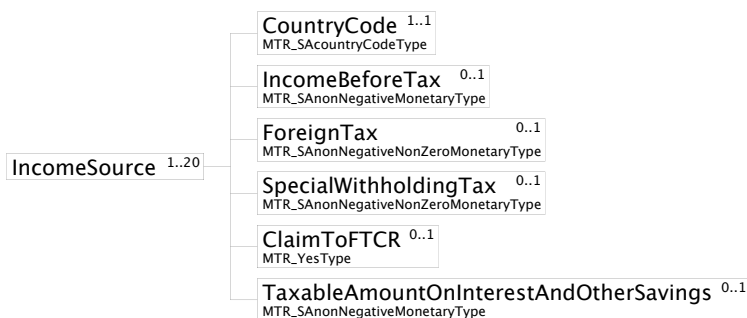 CountryCode 1..1
MTR_SAcountryCodeType
IncomeBeforeTax 0..1
MTR_SAnonNegativeMonetaryType
ForeignTax 0..1
MTR_SAnonNegativeNonZeroMonetaryType
IncomeSource 1..20
SpecialWithholdingTax 0..1
MTR_SAnonNegativeNonZeroMonetaryType
ClaimToFTCR 0..1
MTR_YesType
TaxableAmountOnInterestAndOtherSavings 0..1
MTR_SAnonNegativeMonetaryType